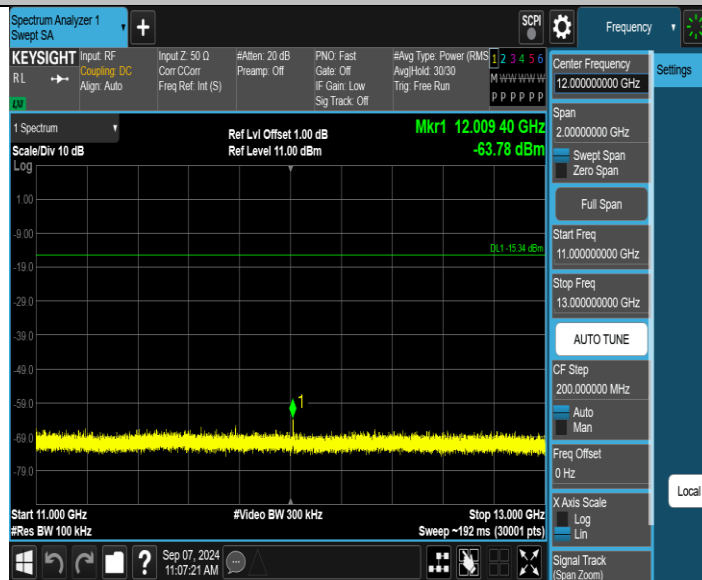 Spectrum Analyzer 1
Swept SA
+
SCPI
Frequency
KEYSIGHT
R L
LXI
Input: RF
Coupling: DC
Align: Auto
Input Z: 50 Ω
Corr CCorr
Freq Ref: Int (S)
#Atten: 20 dB
Preamp: Off
PNO: Fast
Gate: Off
IF Gain: Low
Sig Track: Off
#Avg Type: Power (RMS
Avg|Hold: 30/30
Trig: Free Run
1 2 3 4 5 6
M W W W W W
P P P P P P
1 Spectrum
Scale/Div 10 dB
Log
Ref Lvl Offset 1.00 dB
Ref Level 11.00 dBm
Mkr1 12.009 40 GHz
-63.78 dBm
1.00
-9.00
-19.0
-29.0
-39.0
-49.0
-59.0
-69.0
-79.0
DL1 -15.34 dBm
1
Start 11.000 GHz
#Res BW 100 kHz
#Video BW 300 kHz
Stop 13.000 GHz
Sweep ~192 ms (30001 pts)
?
Sep 07, 2024
11:07:21 AM
Center Frequency
12.000000000 GHz
Span
2.00000000 GHz
Swept Span
Zero Span
Full Span
Start Freq
11.000000000 GHz
Stop Freq
13.000000000 GHz
AUTO TUNE
CF Step
200.000000 MHz
Auto
Man
Freq Offset
0 Hz
X Axis Scale
Log
Lin
Signal Track
(Span Zoom)
Settings
Local